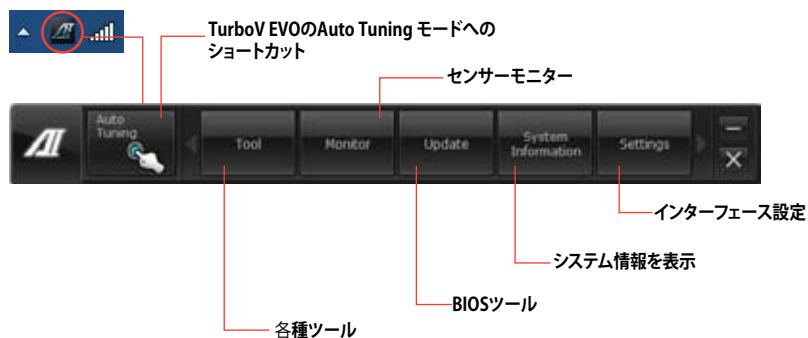 TurboV EVOのAuto Tuning モードへの
ショートカット
センサーモニター
Auto
Tuning
Tool
Monitor
Update
System
Information
Settings
インターフェース設定
システム情報を表示
BIOSツール
各種ツール